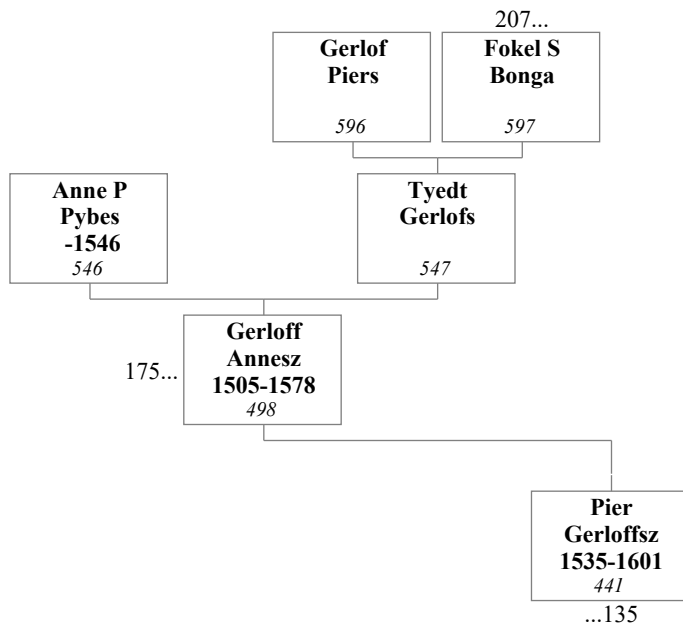 207...
Gerlof
Piers
596
Fokel S
Bonga
597
Anne P
Pybes
-1546
546
Tyedt
Gerlofs
547
175...
Gerloff
Annesz
1505-1578
498
Pier
Gerloffsz
1535-1601
441
...135